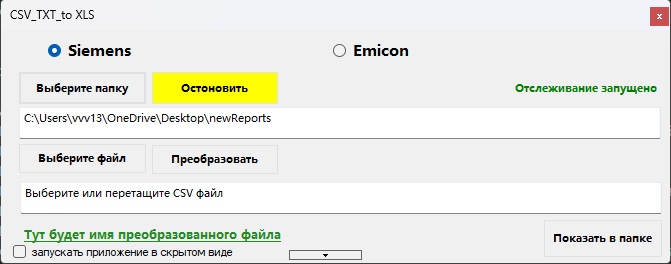 CSV_TXT_to XLS
x
Siemens
Emicon
Выберите папку
Остоновить
Отслеживание запущено
C:\Users\vvv13\OneDrive\Desktop\newReports
Выберите файл
Преобразовать
Выберите или перетащите CSV файл
Тут будет имя преобразованного файла
Показать в папке
запускать приложение в скрытом виде